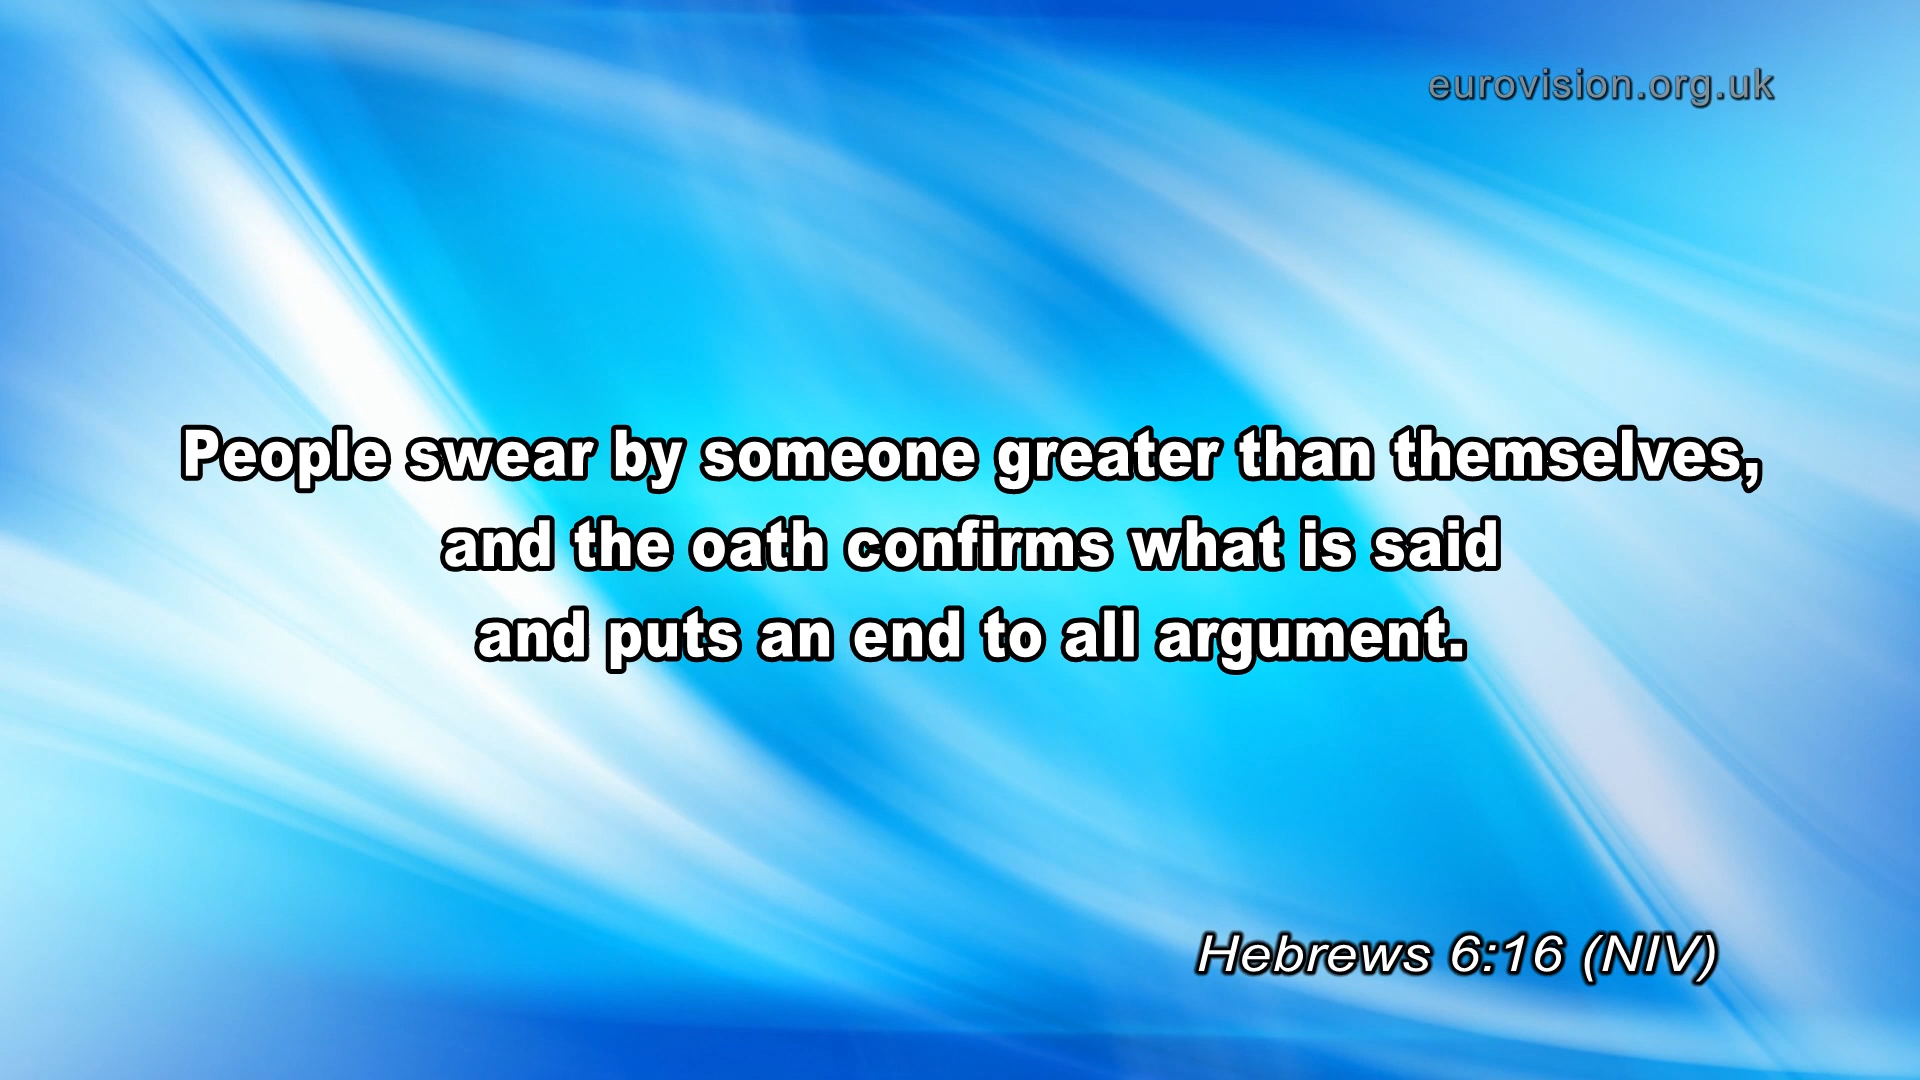 eurovision.org.uk
People swear by someone greater than themselves,
and the oath confirms what is said
and puts an end to all argument.
Hebrews 6:16 (NIV)